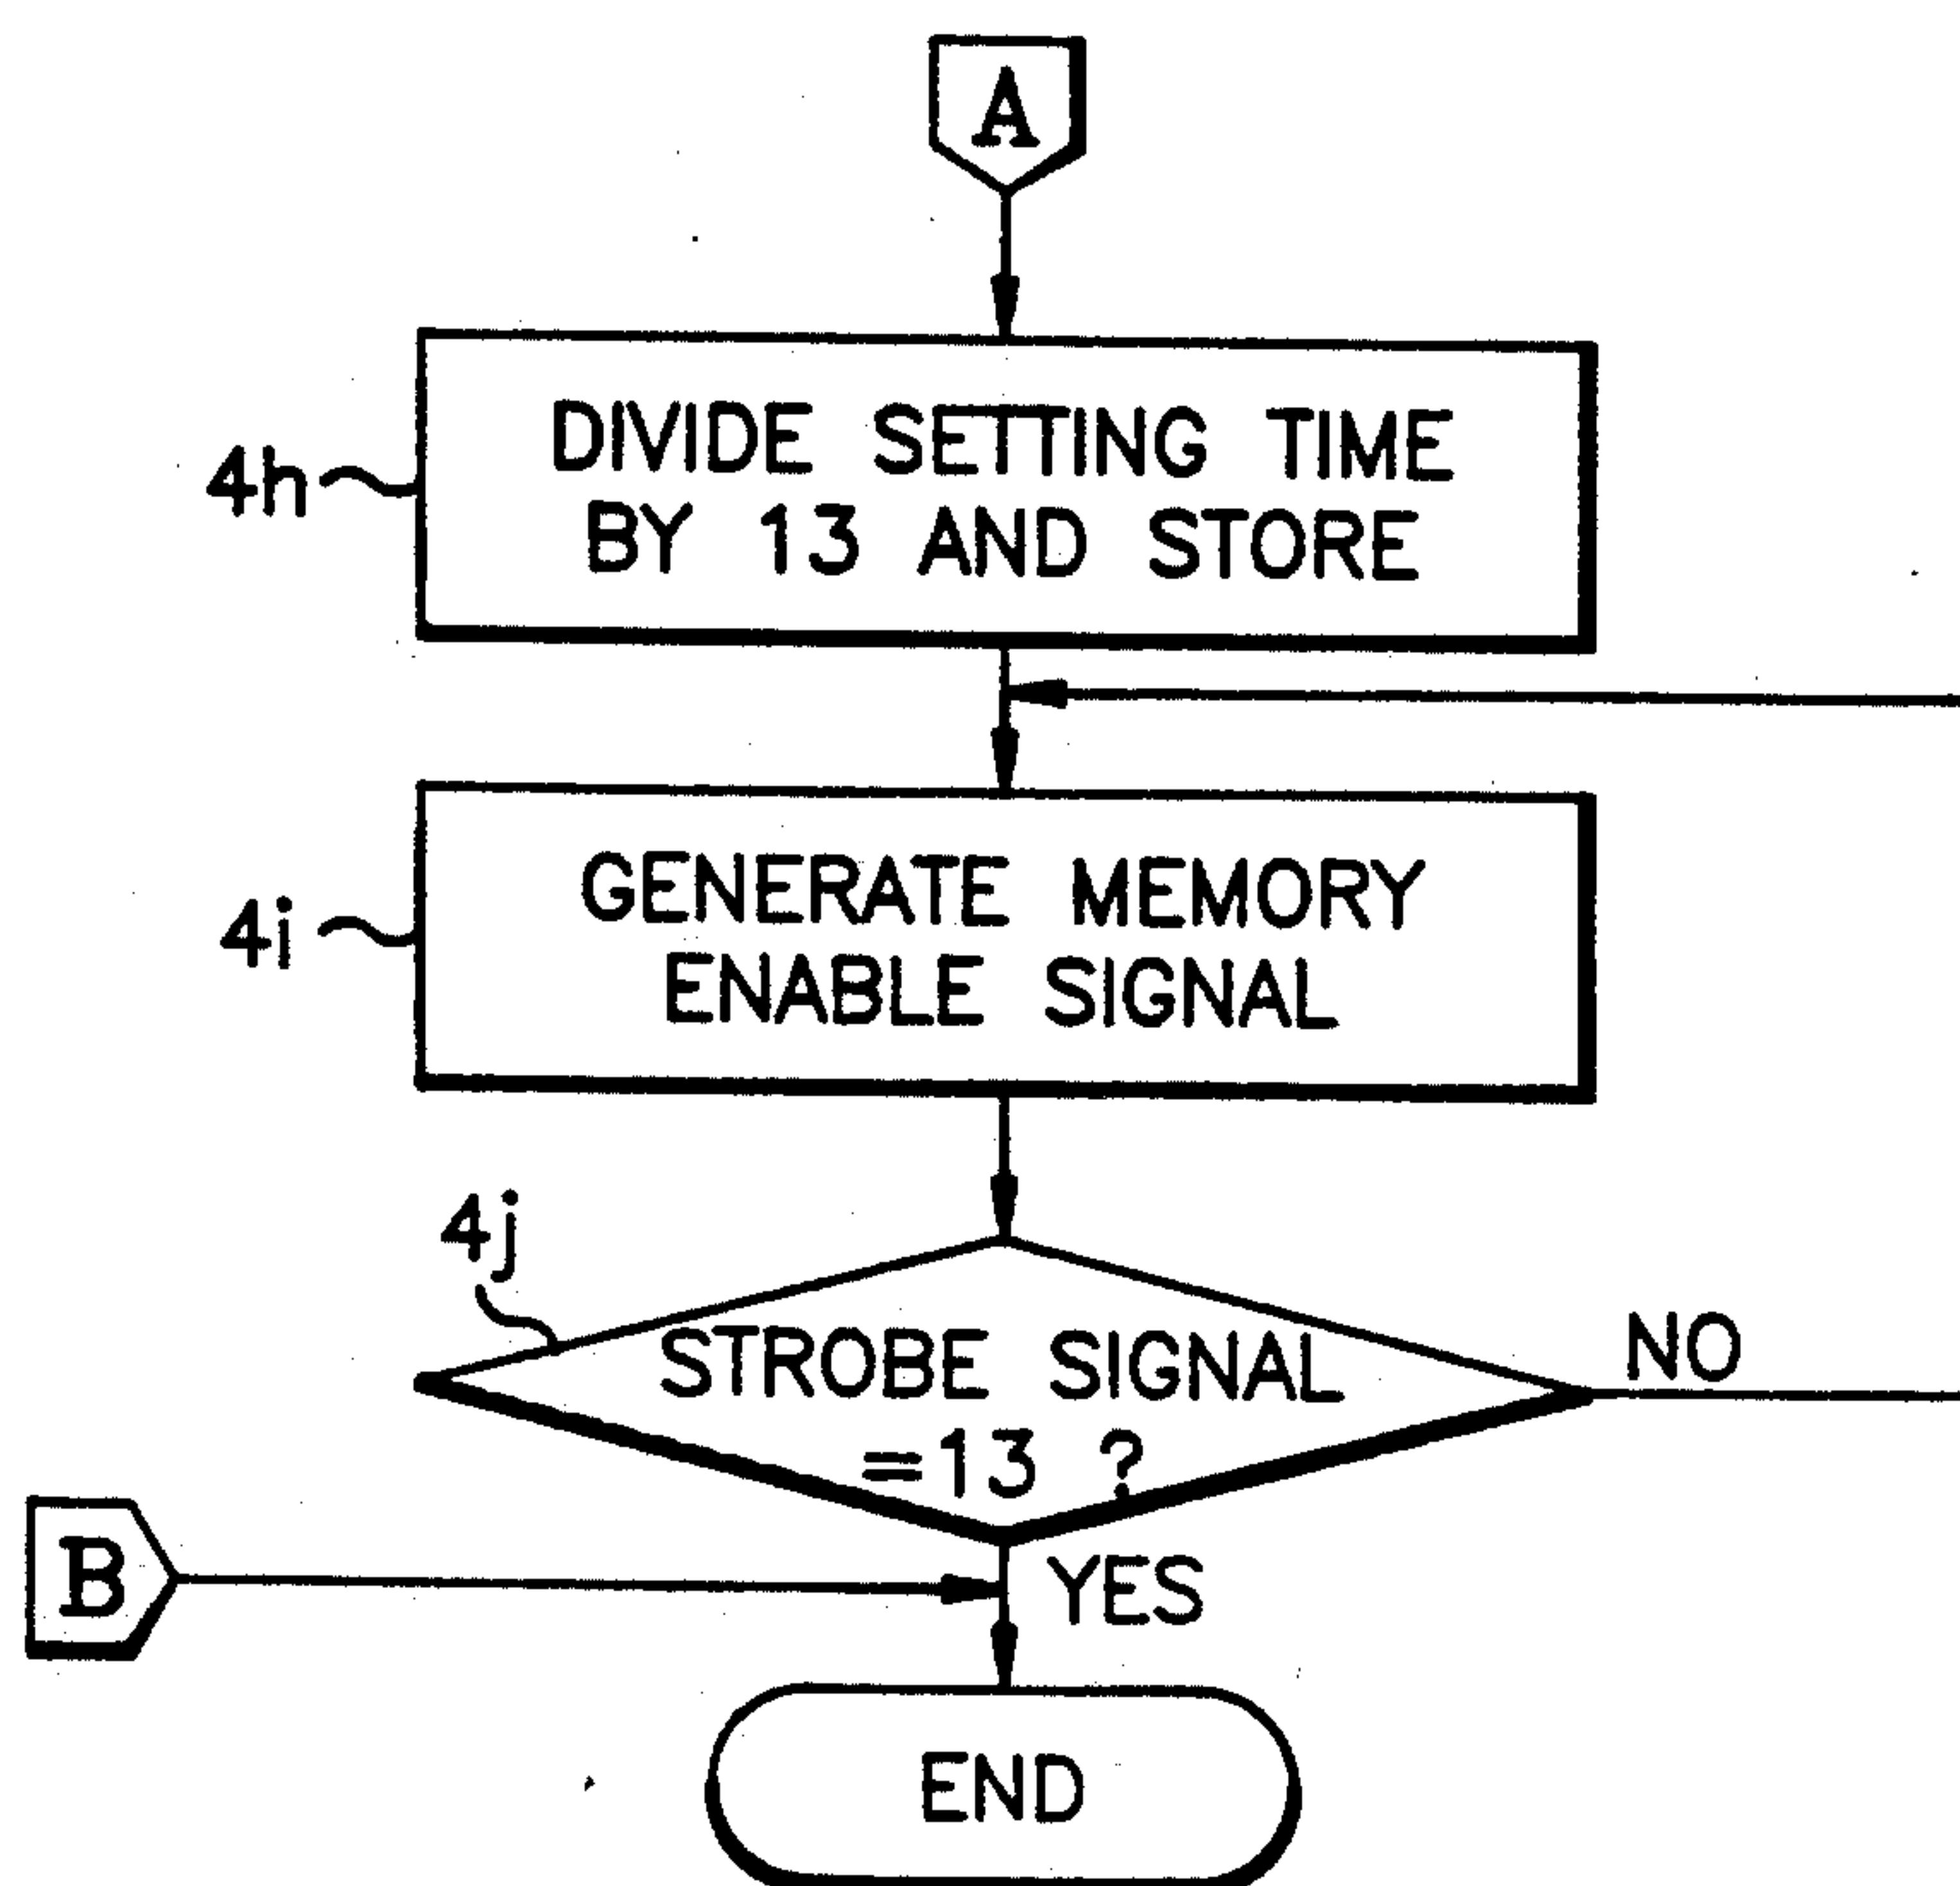 A
DIVIDE SETTING TIME
BY 13 AND STORE
4h
GENERATE MEMORY
ENABLE SIGNAL
4i
4j
STROBE SIGNAL
=13 ?
NO
B
YES
END